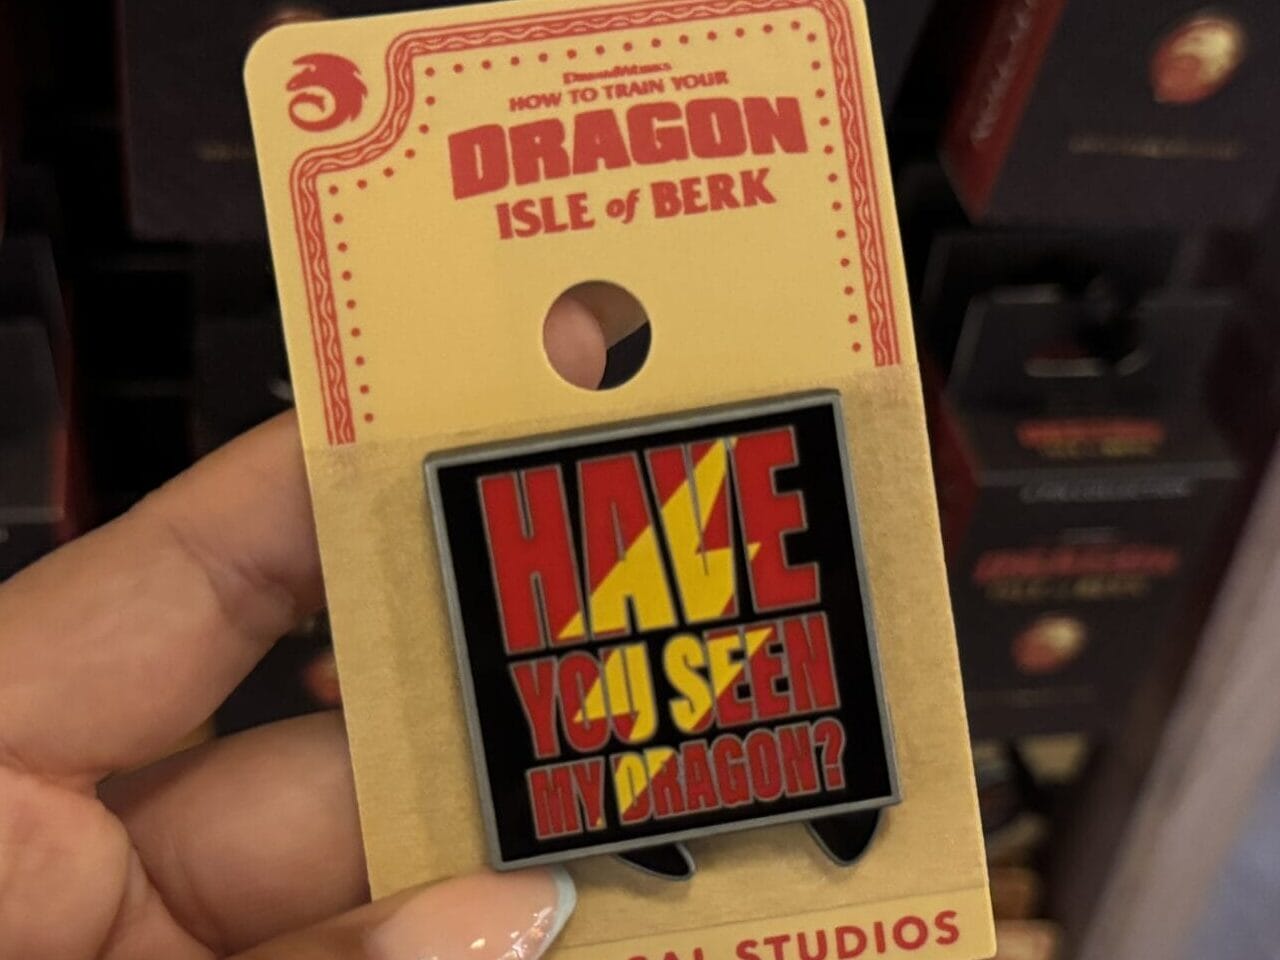 DreamWorks
HOW TO TRAIN YOUR
DRAGON
ISLE of BERK
HAVE
YOU SEEN
MY DRAGON?
STUDIOS